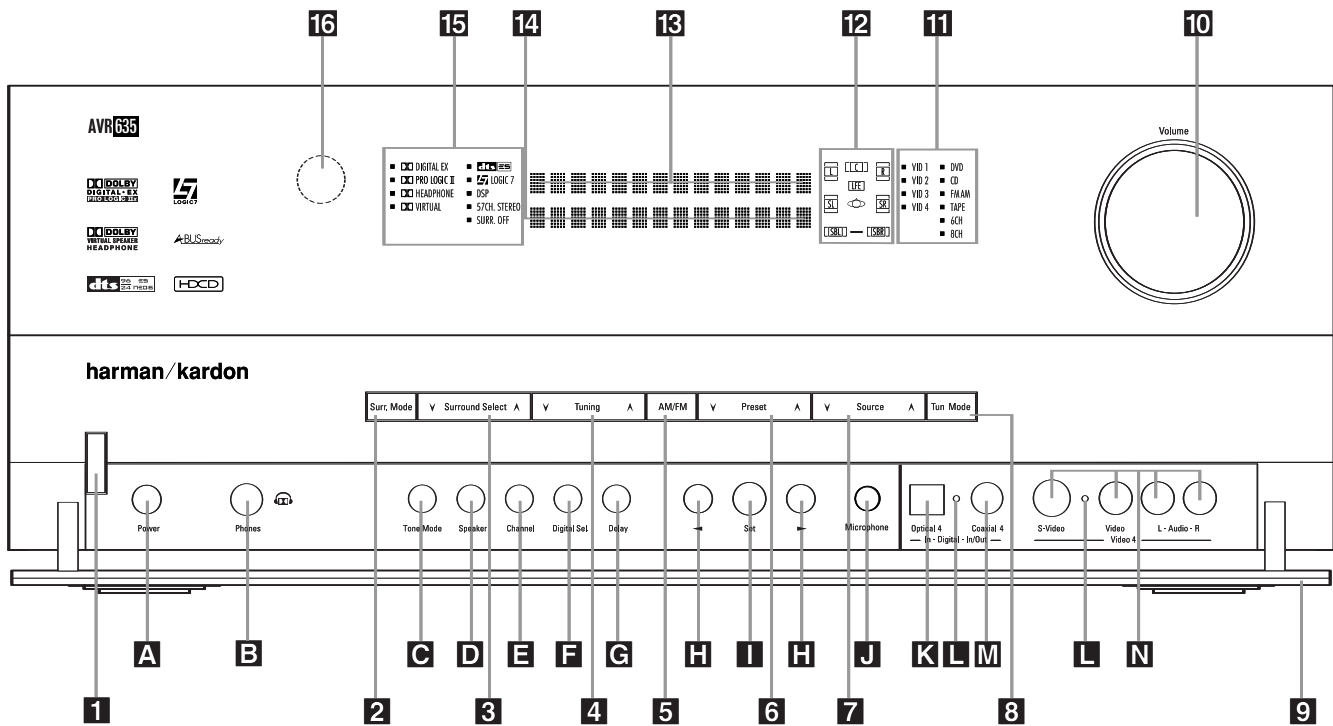 16 15 14 13 12 11 10
AVR 635
Volume
DIGITAL EX
PRO LOGIC II
HEADPHONE
VIRTUAL
dts ES
LOGIC 7
DSP
57CH. STEREO
SURR. OFF
L C R
LFE
SL SR
SBL SBR
VID 1
VID 2
VID 3
VID 4
DVD
CD
FM AM
TAPE
6CH
8CH
DOLBY
DIGITAL·EX
PRO LOGIC IIx
LOGIC7
DOLBY
VIRTUAL SPEAKER
HEADPHONE
A-BUSready
dts 96 ES
24 NEO:6
HDCD
harman/kardon
Surr. Mode Surround Select Tuning AM/FM Preset Source Tun Mode
Power Phones Tone Mode Speaker Channel Digital Sel. Delay Set Microphone
Optical 4 Coaxial 4
In - Digital - In/Out
S-Video Video L - Audio - R
Video 4
A B C D E F G H I H J K L M L N
1 2 3 4 5 6 7 8 9